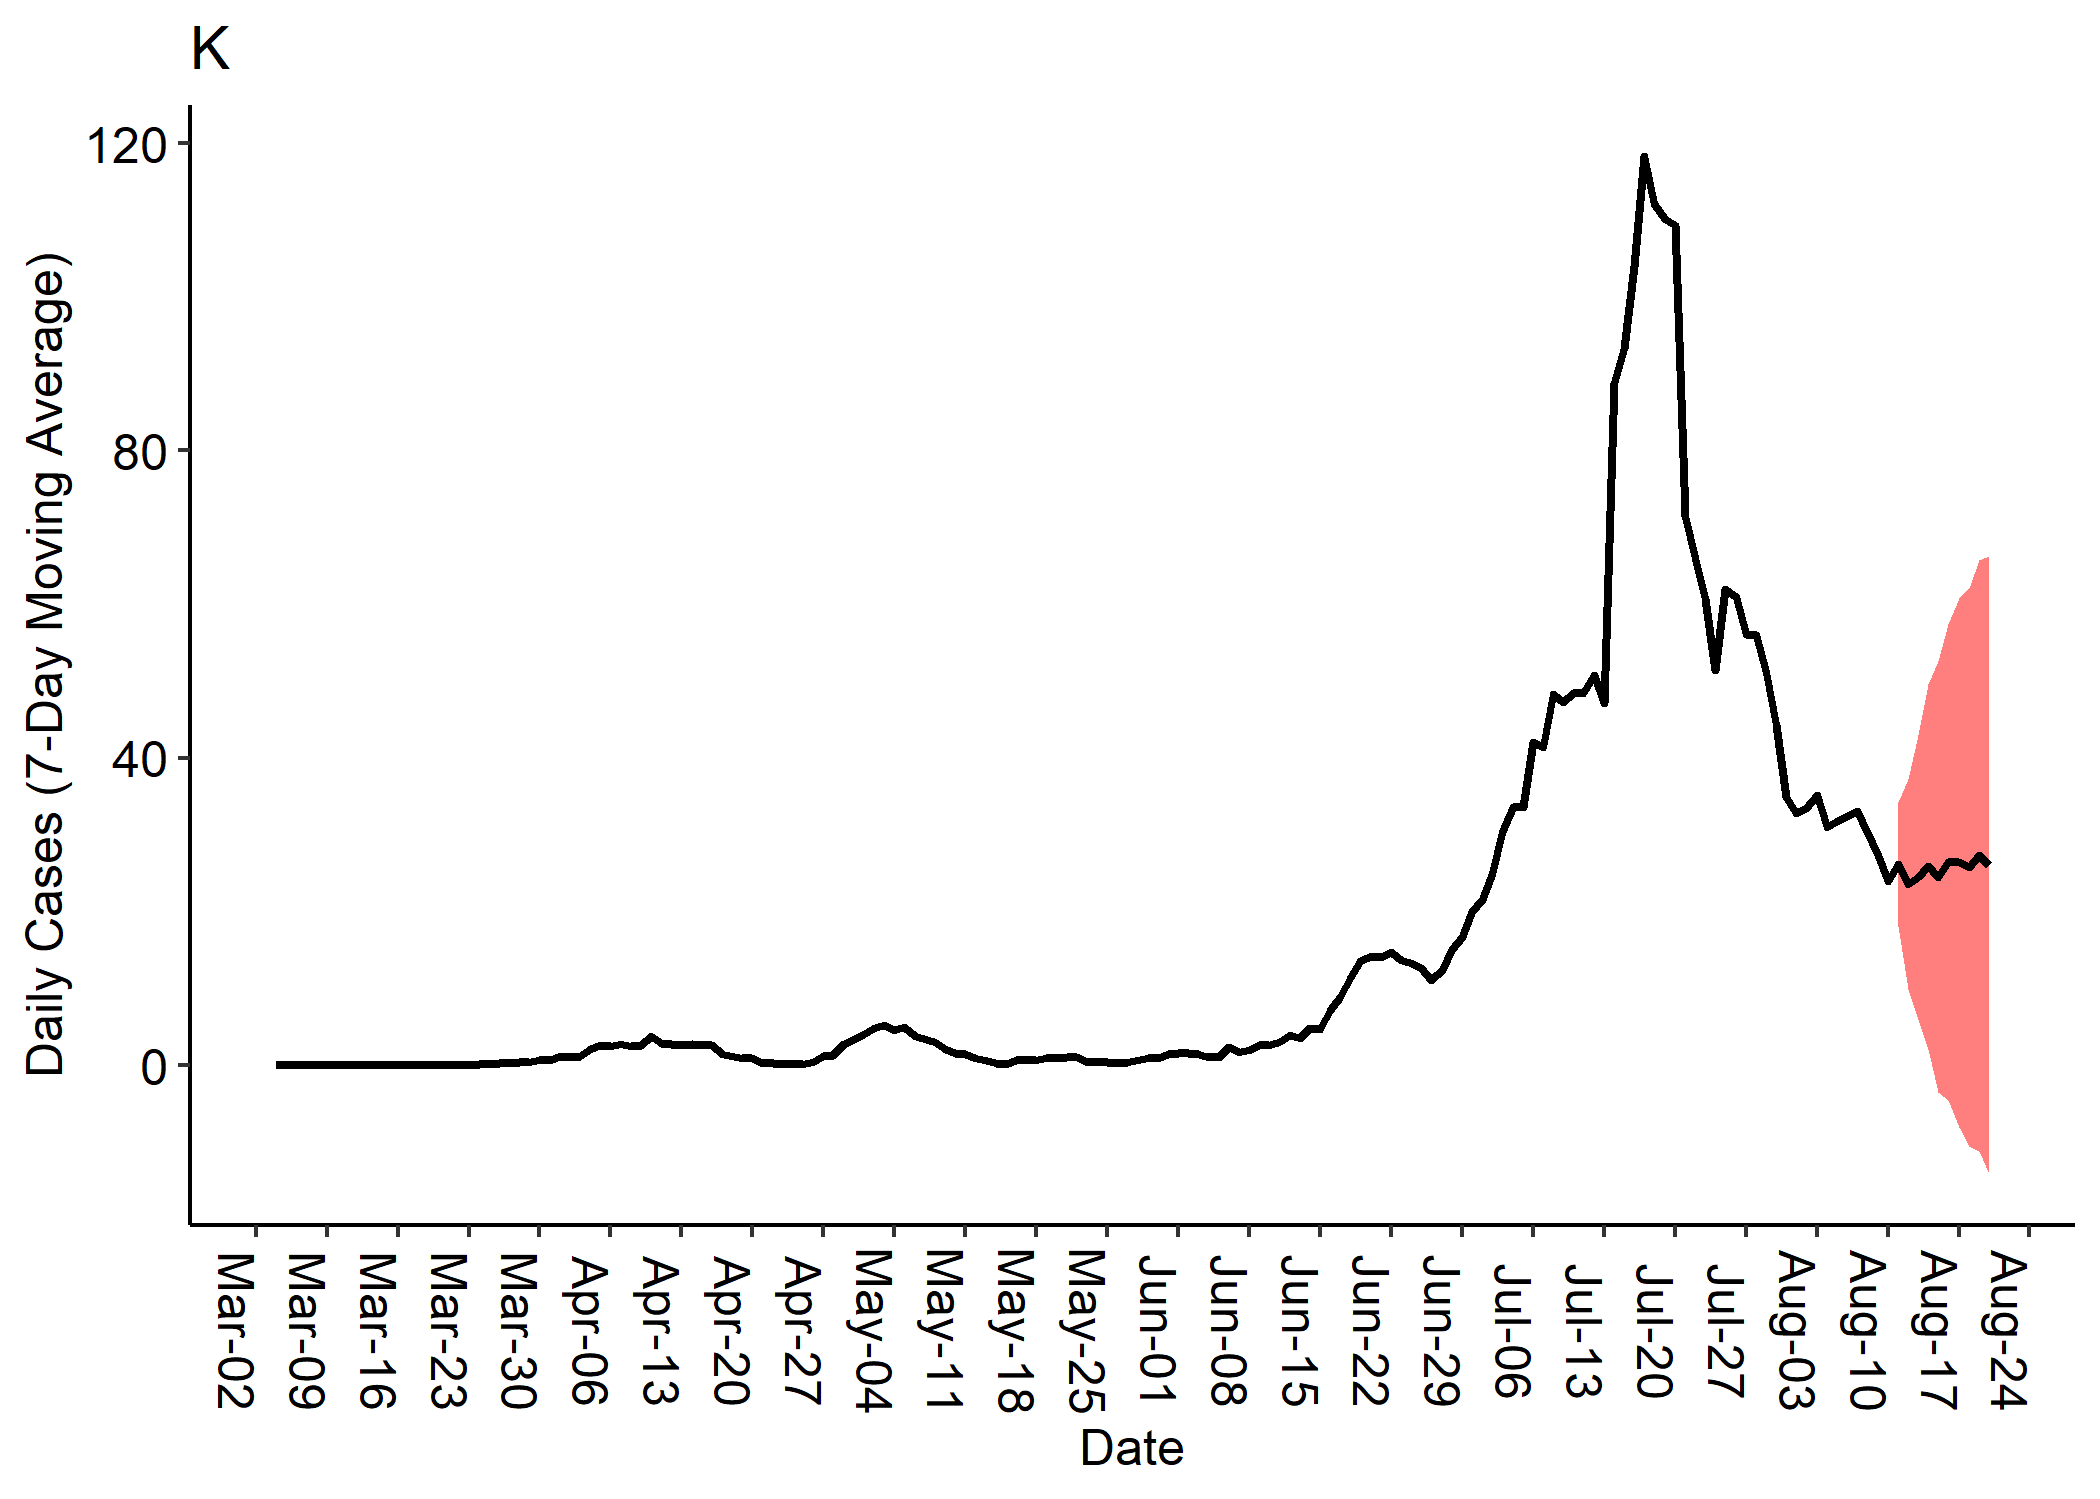 K
Daily Cases (7-Day Moving Average)
120
80
40
0
Mar-02
Mar-09
Mar-16
Mar-23
Mar-30
Apr-06
Apr-13
Apr-20
Apr-27
May-04
May-11
May-18
May-25
Jun-01
Jun-08
Jun-15
Jun-22
Jun-29
Jul-06
Jul-13
Jul-20
Jul-27
Aug-03
Aug-10
Aug-17
Aug-24
Date